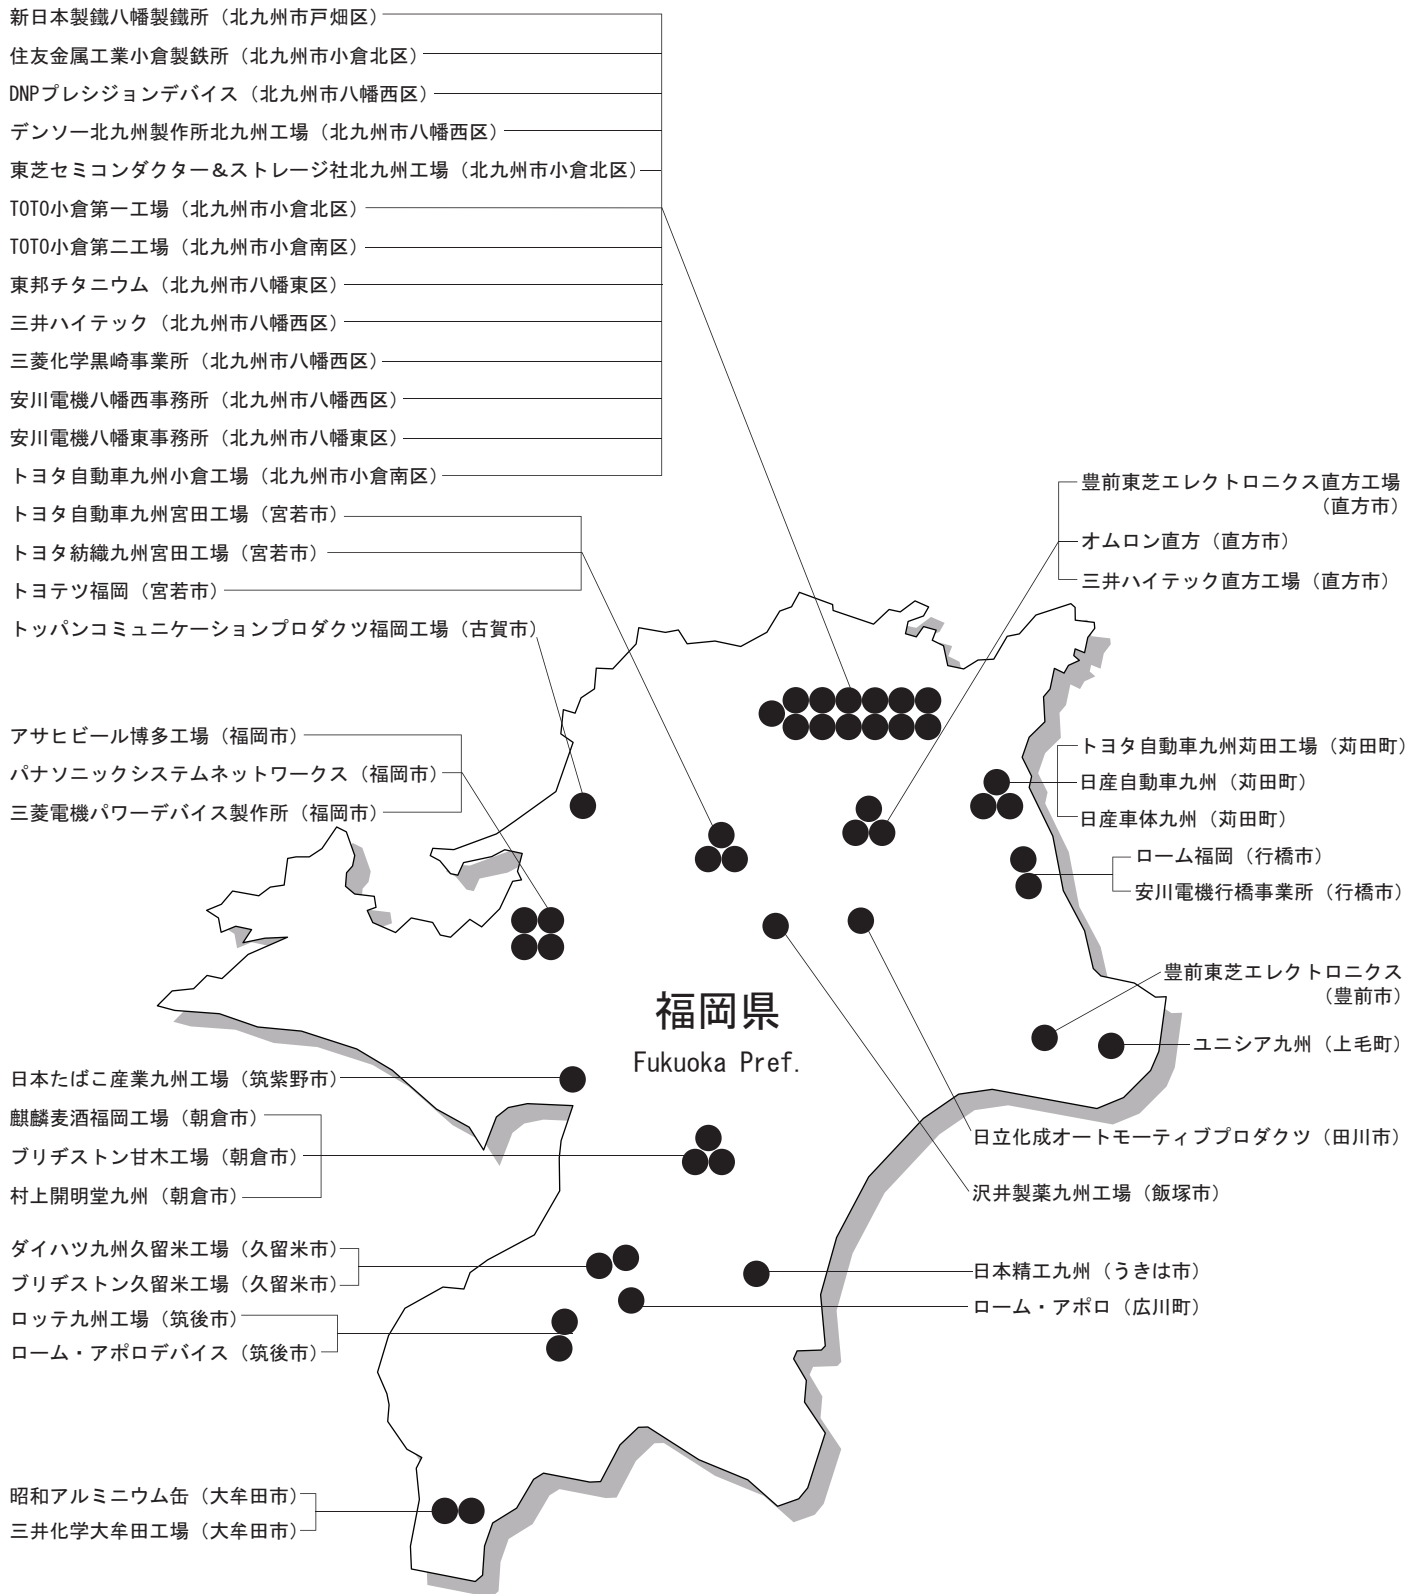 新日本製鐵八幡製鐵所（北九州市戸畑区）
住友金属工業小倉製鉄所（北九州市小倉北区）
DNPプレシジョンデバイス（北九州市八幡西区）
デンソー北九州製作所北九州工場（北九州市八幡西区）
東芝セミコンダクター＆ストレージ社北九州工場（北九州市小倉北区）
TOTO小倉第一工場（北九州市小倉北区）
TOTO小倉第二工場（北九州市小倉南区）
東邦チタニウム（北九州市八幡東区）
三井ハイテック（北九州市八幡西区）
三菱化学黒崎事業所（北九州市八幡西区）
安川電機八幡西事務所（北九州市八幡西区）
安川電機八幡東事務所（北九州市八幡東区）
トヨタ自動車九州小倉工場（北九州市小倉南区）
トヨタ自動車九州宮田工場（宮若市）
トヨタ紡織九州宮田工場（宮若市）
トヨテツ福岡（宮若市）
トッパンコミュニケーションプロダクツ福岡工場（古賀市）
アサヒビール博多工場（福岡市）
パナソニックシステムネットワークス（福岡市）
三菱電機パワーデバイス製作所（福岡市）
豊前東芝エレクトロニクス直方工場
（直方市）
オムロン直方（直方市）
三井ハイテック直方工場（直方市）
トヨタ自動車九州苅田工場（苅田町）
日産自動車九州（苅田町）
日産車体九州（苅田町）
ローム福岡（行橋市）
安川電機行橋事業所（行橋市）
豊前東芝エレクトロニクス
（豊前市）
ユニシア九州（上毛町）
福岡県
Fukuoka Pref.
日本たばこ産業九州工場（筑紫野市）
麒麟麦酒福岡工場（朝倉市）
ブリヂストン甘木工場（朝倉市）
村上開明堂九州（朝倉市）
日立化成オートモーティブプロダクツ（田川市）
沢井製薬九州工場（飯塚市）
ダイハツ九州久留米工場（久留米市）
ブリヂストン久留米工場（久留米市）
ロッテ九州工場（筑後市）
ローム・アポロデバイス（筑後市）
日本精工九州（うきは市）
ローム・アポロ（広川町）
昭和アルミニウム缶（大牟田市）
三井化学大牟田工場（大牟田市）